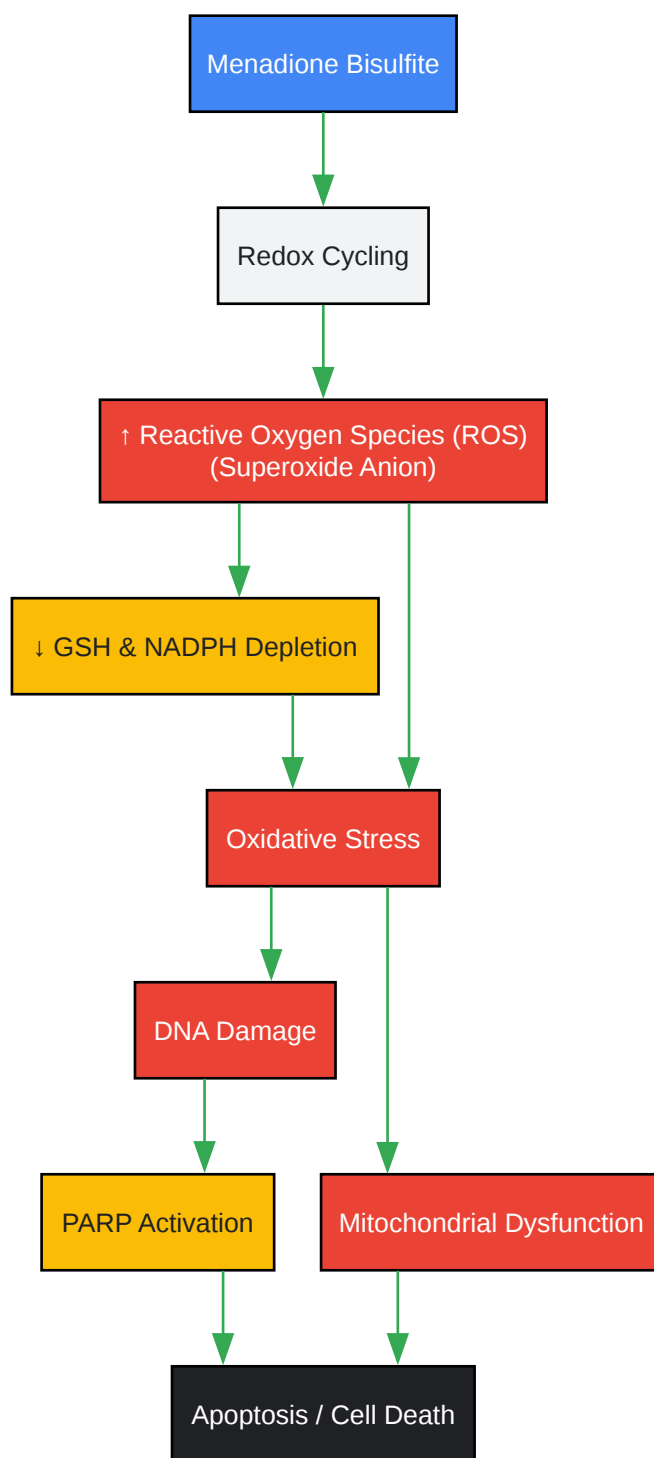 Menadione Bisulfite
Redox Cycling
↑ Reactive Oxygen Species (ROS)
(Superoxide Anion)
↓ GSH & NADPH Depletion
Oxidative Stress
DNA Damage
PARP Activation
Mitochondrial Dysfunction
Apoptosis / Cell Death